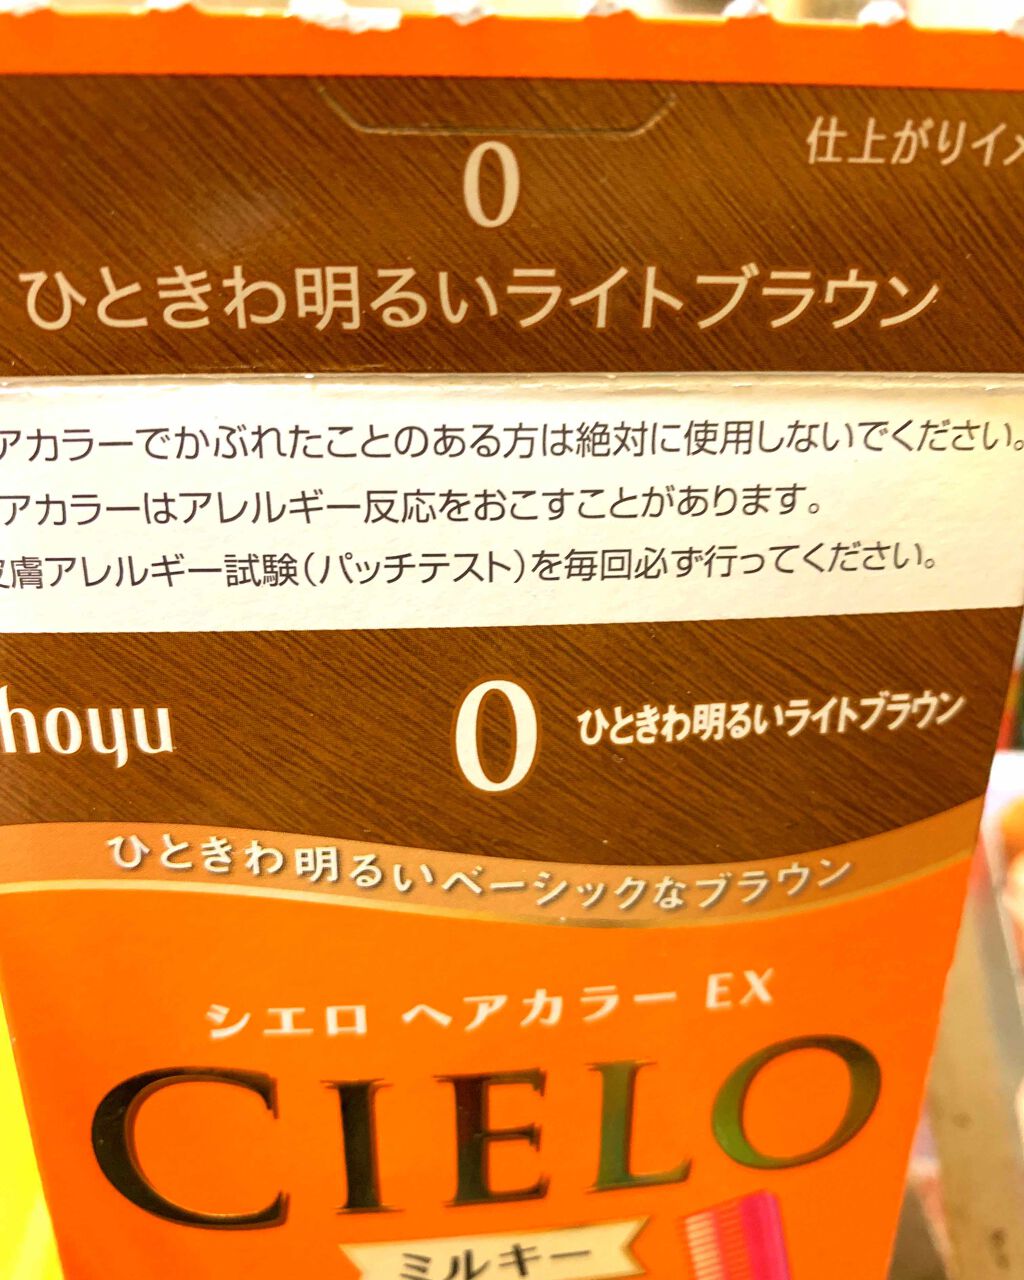 0
仕上がりイメ
ひときわ明るいライトブラウン
アカラーでかぶれたことのある方は絶対に使用しないでください。
アカラーはアレルギー反応をおこすことがあります。
皮膚アレルギー試験(パッチテスト)を毎回必ず行ってください。
hoyu
0 ひときわ明るいライトブラウン
ひときわ明るいベーシックなブラウン
シエロ ヘアカラー EX
CIELO
ミルキー